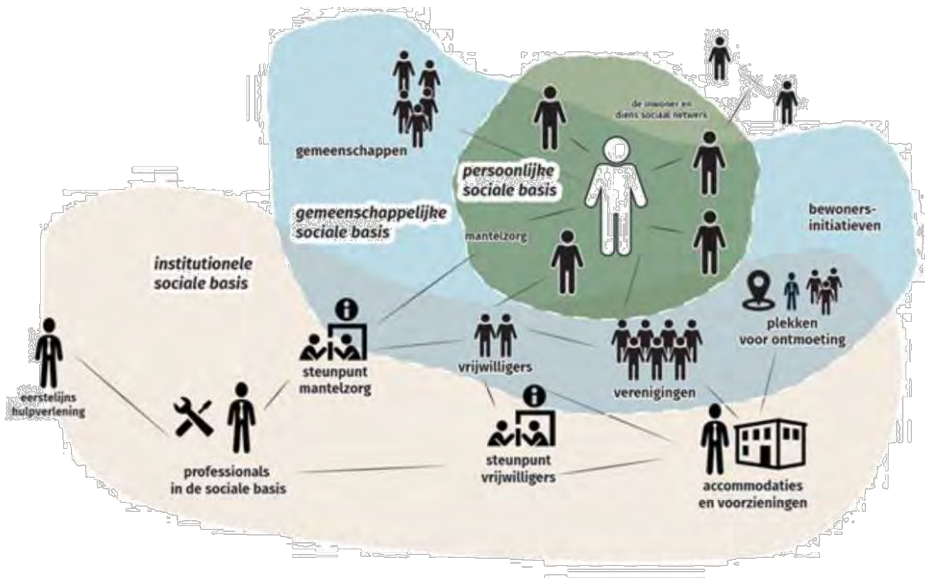 de inwoner en
diens sociaal netwerk
gemeenschappen
persoonlijke
sociale basis
gemeenschappelijke
sociale basis
mantelzorg
bewoners-
initiatieven
institutionele
sociale basis
plekken
voor ontmoeting
steunpunt
mantelzorg
vrijwilligers
verenigingen
eerstelijns
hulpverlening
professionals
in de sociale basis
steunpunt
vrijwilligers
accommodaties
en voorzieningen